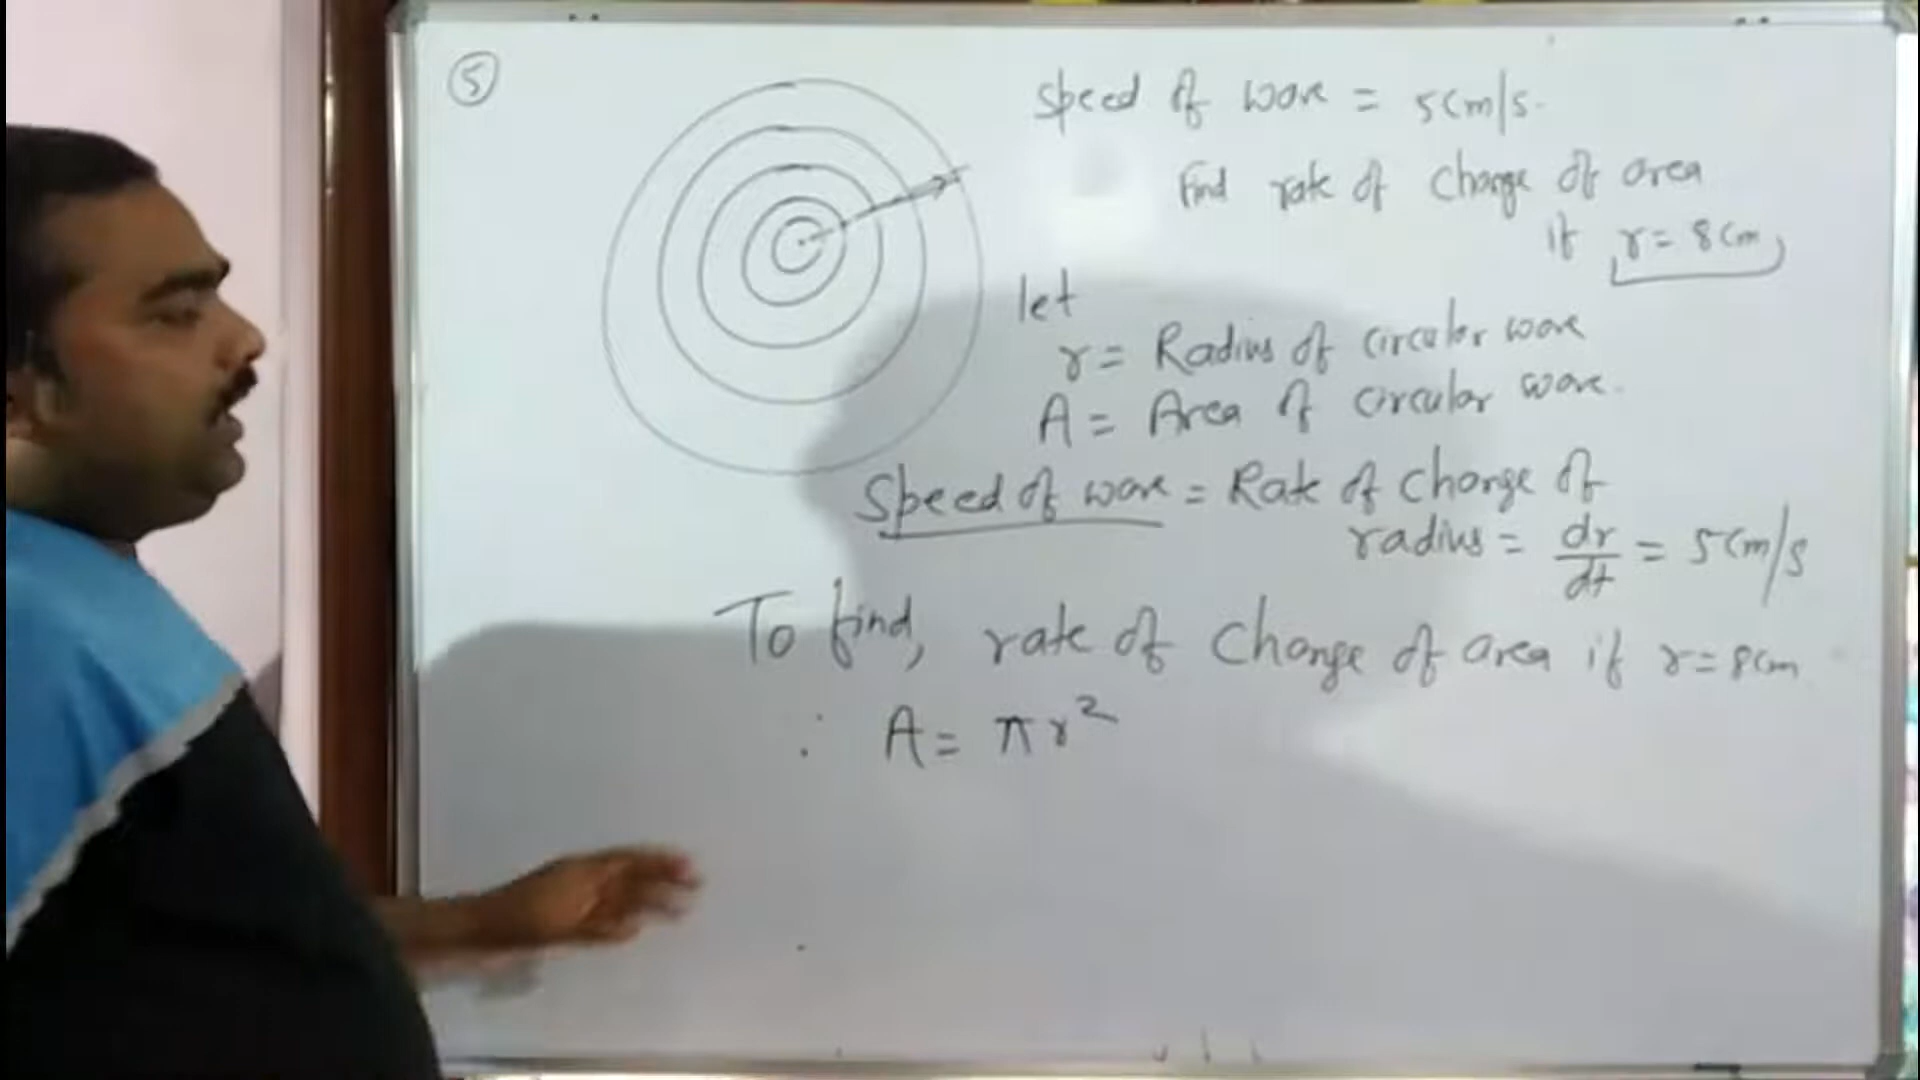 5
Speed of wave = 5cm/s.
Find rate of change of area
if r = 8cm
let
r = Radius of circular wave
A = Area of circular wave.
Speed of wave = Rate of change of
radius = dr/dt = 5cm/s
To find, rate of change of area if r = 8cm
∴ A = πr²